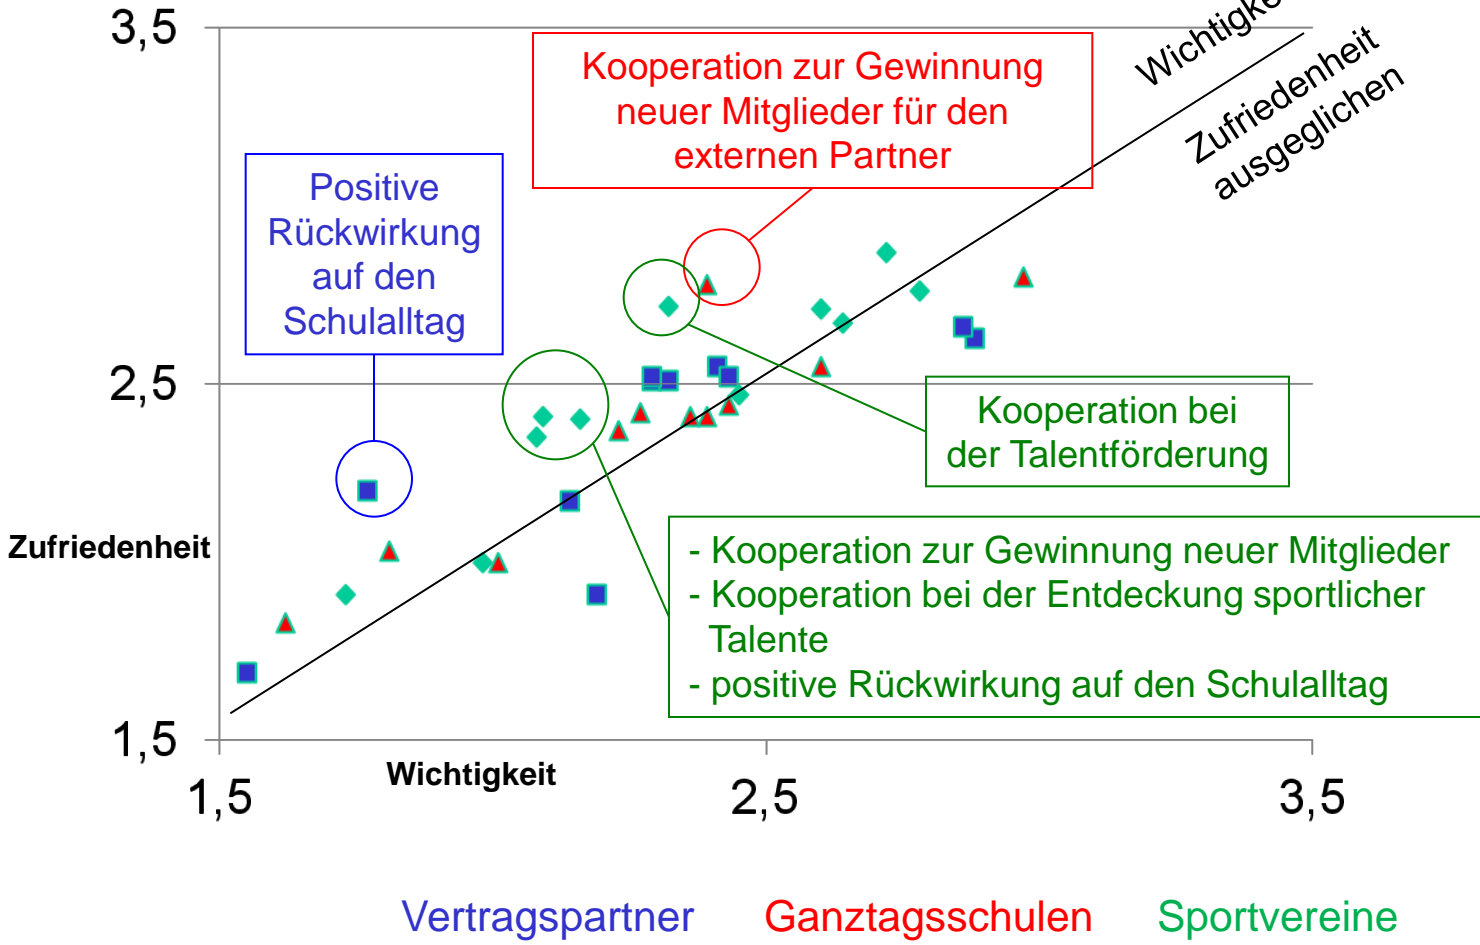 3,5
Wichtigke
Zufriedenheit
ausgeglichen
Kooperation zur Gewinnung
neuer Mitglieder für den
externen Partner
Positive
Rückwirkung
auf den
Schulalltag
2,5
Kooperation bei
der Talentförderung
Zufriedenheit
- Kooperation zur Gewinnung neuer Mitglieder
- Kooperation bei der Entdeckung sportlicher
Talente
- positive Rückwirkung auf den Schulalltag
1,5
Wichtigkeit
1,5
2,5
3,5
Vertragspartner
Ganztagsschulen
Sportvereine